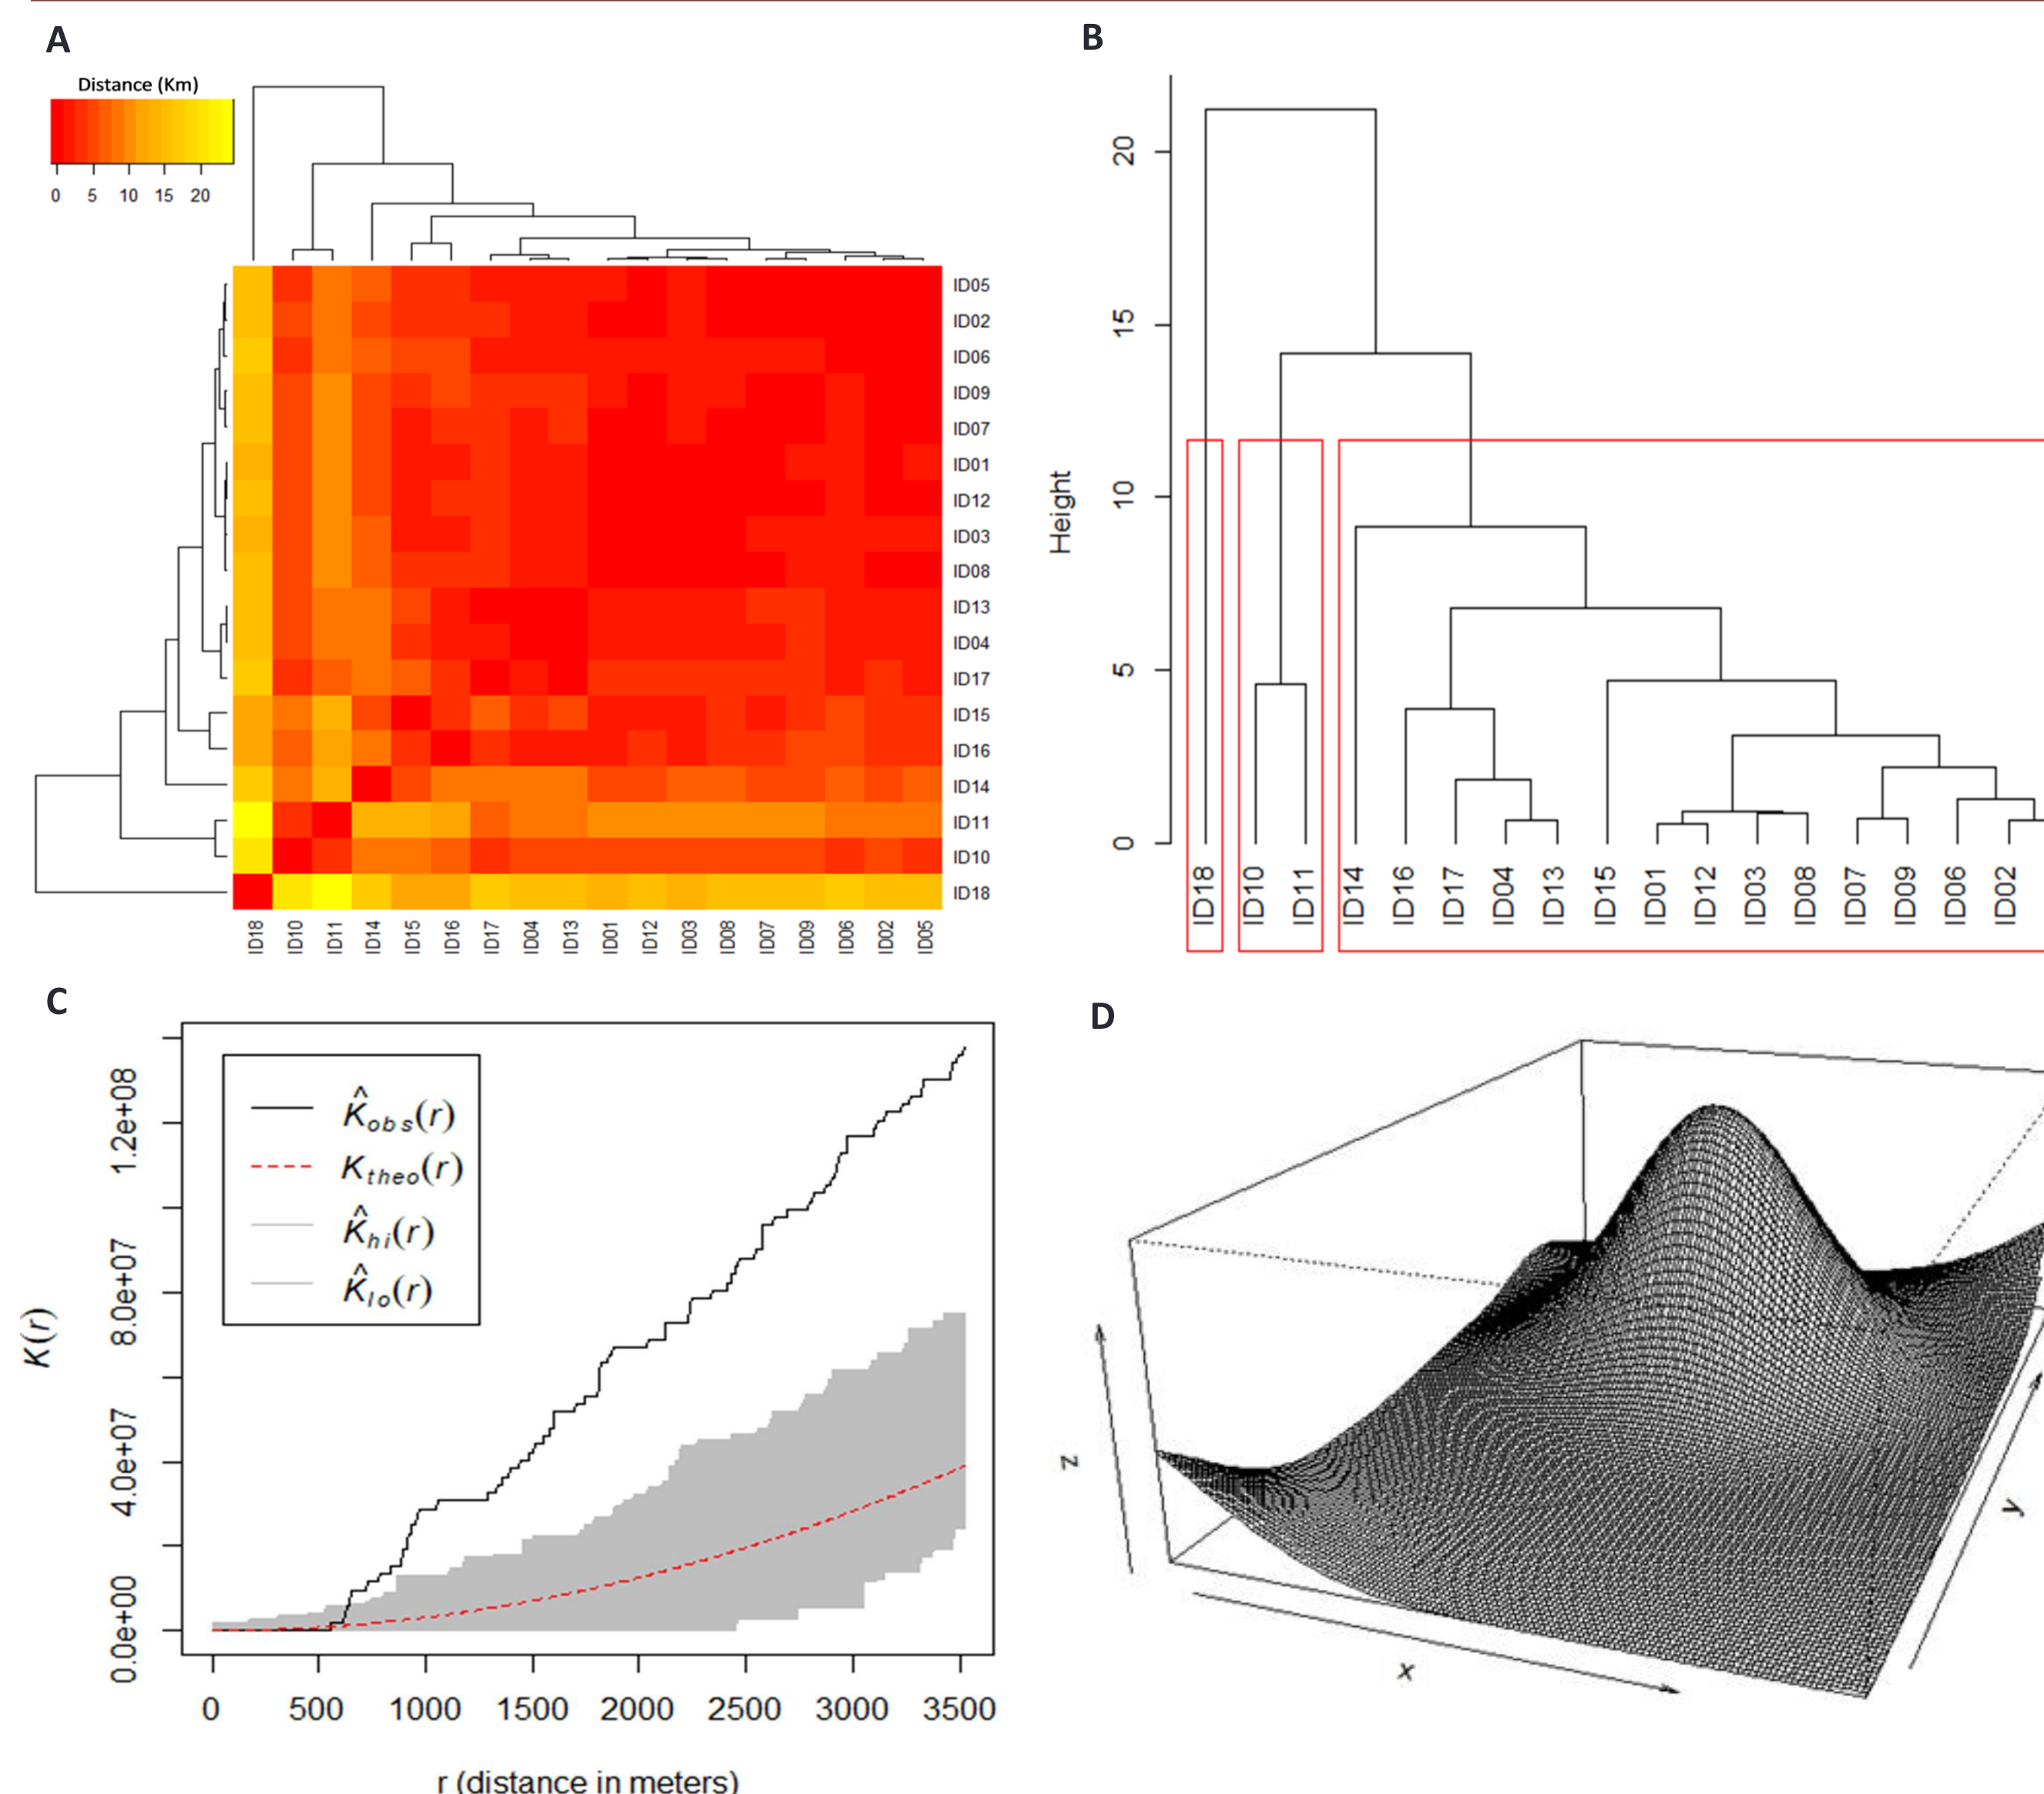 A
Distance (Km)
0 5 10 15 20
ID05
ID02
ID06
ID09
ID07
ID01
ID12
ID03
ID08
ID13
ID04
ID17
ID15
ID16
ID14
ID11
ID10
ID18
ID18 ID10 ID11 ID14 ID15 ID16 ID17 ID04 ID13 ID01 ID12 ID03 ID08 ID07 ID09 ID06 ID02 ID05
B
Height
20
15
10
5
0
ID18 ID10 ID11 ID14 ID16 ID17 ID04 ID13 ID15 ID01 ID12 ID03 ID08 ID07 ID09 ID06 ID02
C
K̂obs(r)
Ktheo(r)
K̂hi(r)
K̂lo(r)
K(r)
1.2e+08
8.0e+07
4.0e+07
0.0e+00
0 500 1000 1500 2000 2500 3000 3500
r (distance in meters)
D
z
x
y